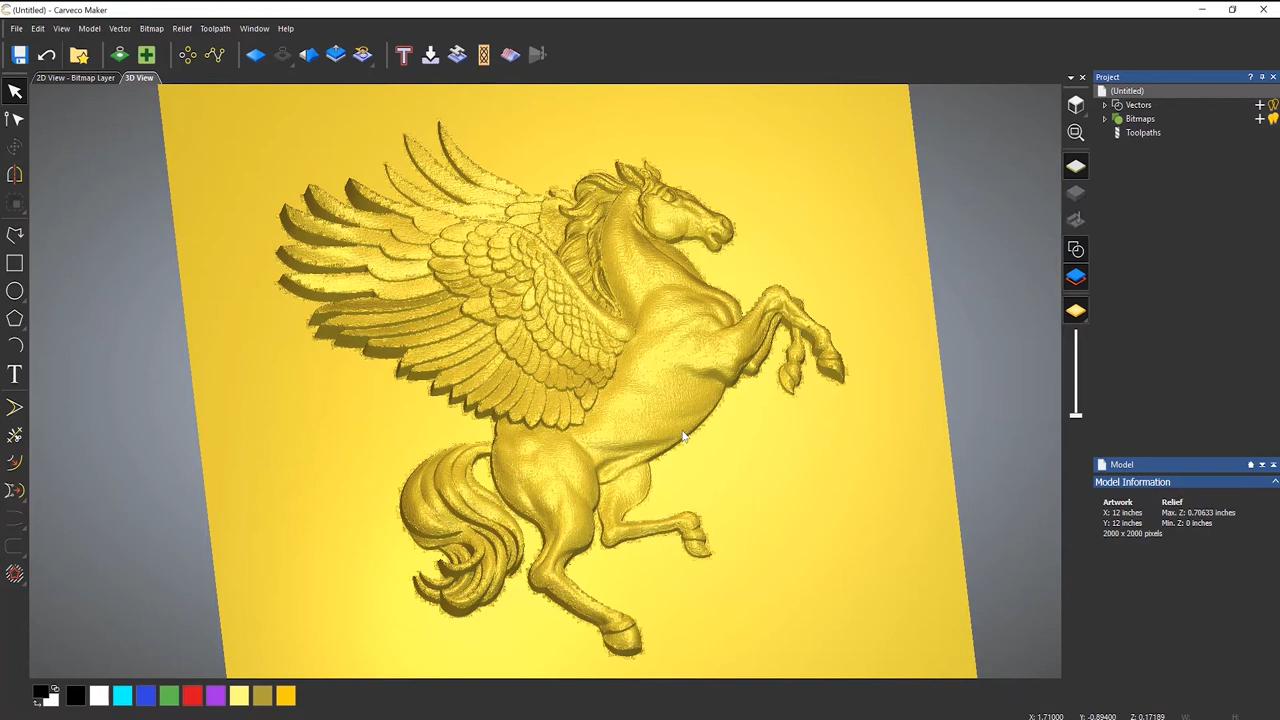 (Untitled) - Carveco Maker
File Edit View Model Vector Bitmap Relief Toolpath Window Help
2D View - Bitmap Layer 3D View
Project
(Untitled)
Vectors
Bitmaps
Toolpaths
Model
Model Information
Artwork Relief
X: 12 inches Max. Z: 0.70633 inches
Y: 12 inches Min. Z: 0 inches
2000 x 2000 pixels
X: 1.71000 Y: -0.89400 Z: 0.17189 W: H: